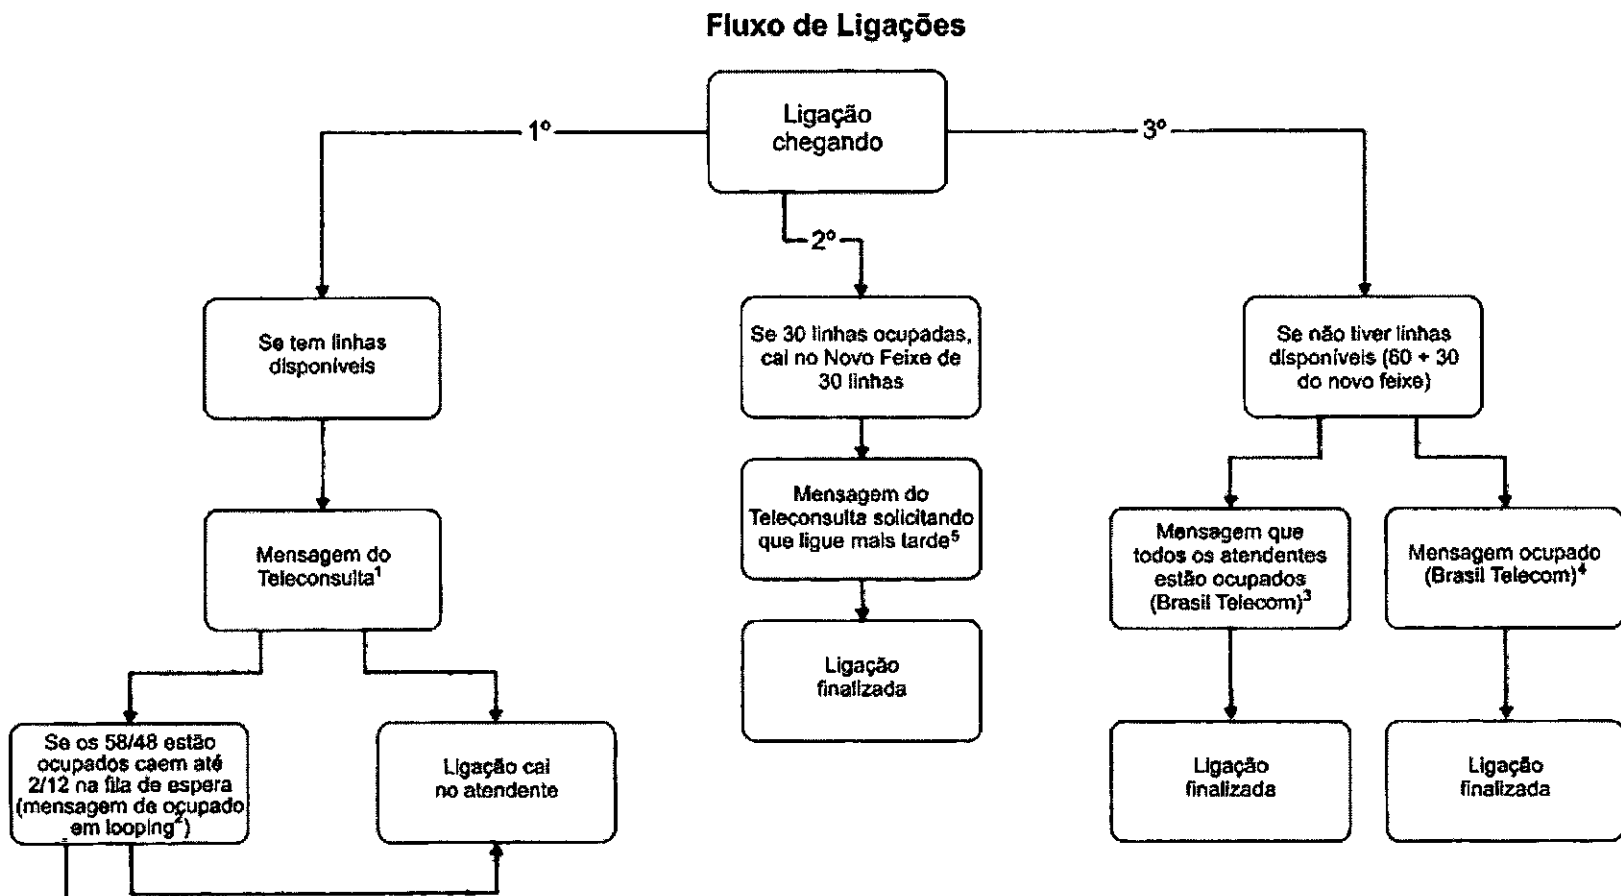 Fluxo de Ligações
Ligação
chegando
1º
3º
2º
Se tem linhas
disponíveis
Se 30 linhas ocupadas,
cai no Novo Feixe de
30 linhas
Se não tiver linhas
disponíveis (60 + 30
do novo feixe)
Mensagem do
Teleconsulta¹
Mensagem do
Teleconsulta solicitando
que ligue mais tarde⁵
Mensagem que
todos os atendentes
estão ocupados
(Brasil Telecom)³
Mensagem ocupado
(Brasil Telecom)⁴
Se os 58/48 estão
ocupados caem até
2/12 na fila de espera
(mensagem de ocupado
em looping²)
Ligação cai
no atendente
Ligação
finalizada
Ligação
finalizada
Ligação
finalizada